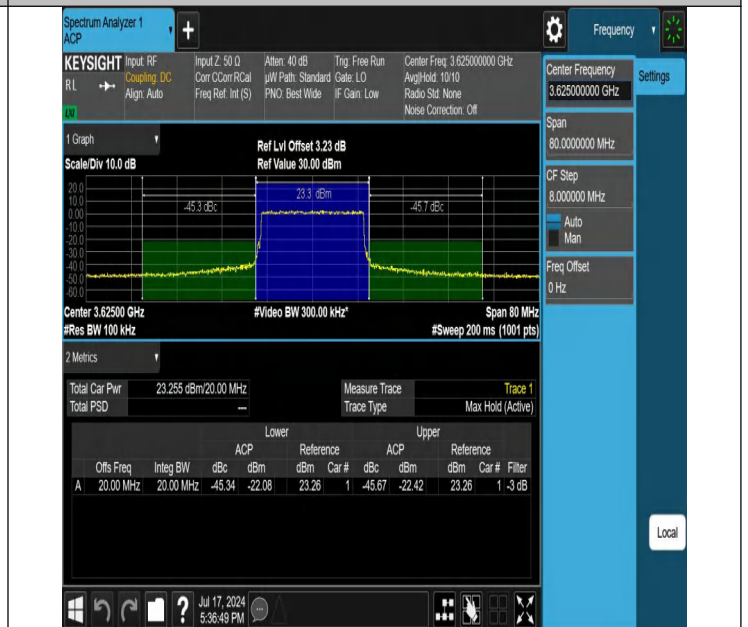 Spectrum Analyzer 1
ACP
+
Frequency
KEYSIGHT
Input: RF
Input Z: 50 Ω
Atten: 40 dB
Trig: Free Run
Center Freq: 3.625000000 GHz
RL
Coupling: DC
Corr CCorr RCal
µW Path: Standard
Gate: LO
Avg|Hold: 10/10
Align: Auto
Freq Ref: Int (S)
PNO: Best Wide
IF Gain: Low
Radio Std: None
Noise Correction: Off
Center Frequency
3.625000000 GHz
Settings
Span
80.0000000 MHz
CF Step
8.000000 MHz
Auto
Man
Freq Offset
0 Hz
1 Graph
Ref Lvl Offset 3.23 dB
Scale/Div 10.0 dB
Ref Value 30.00 dBm
20.0
10.0
0.00
-10.0
-20.0
-30.0
-40.0
-50.0
-60.0
-45.3 dBc
23.3 dBm
-45.7 dBc
Center 3.62500 GHz
#Video BW 300.00 kHz*
Span 80 MHz
#Res BW 100 kHz
#Sweep 200 ms (1001 pts)
2 Metrics
Total Car Pwr
23.255 dBm/20.00 MHz
Measure Trace
Trace 1
Total PSD
---
Trace Type
Max Hold (Active)
Lower
Upper
ACP
Reference
ACP
Reference
Offs Freq
Integ BW
dBc
dBm
dBm
Car #
dBc
dBm
dBm
Car #
Filter
A
20.00 MHz
20.00 MHz
-45.34
-22.08
23.26
1
-45.67
-22.42
23.26
1
-3 dB
Local
?
Jul 17, 2024
5:36:49 PM